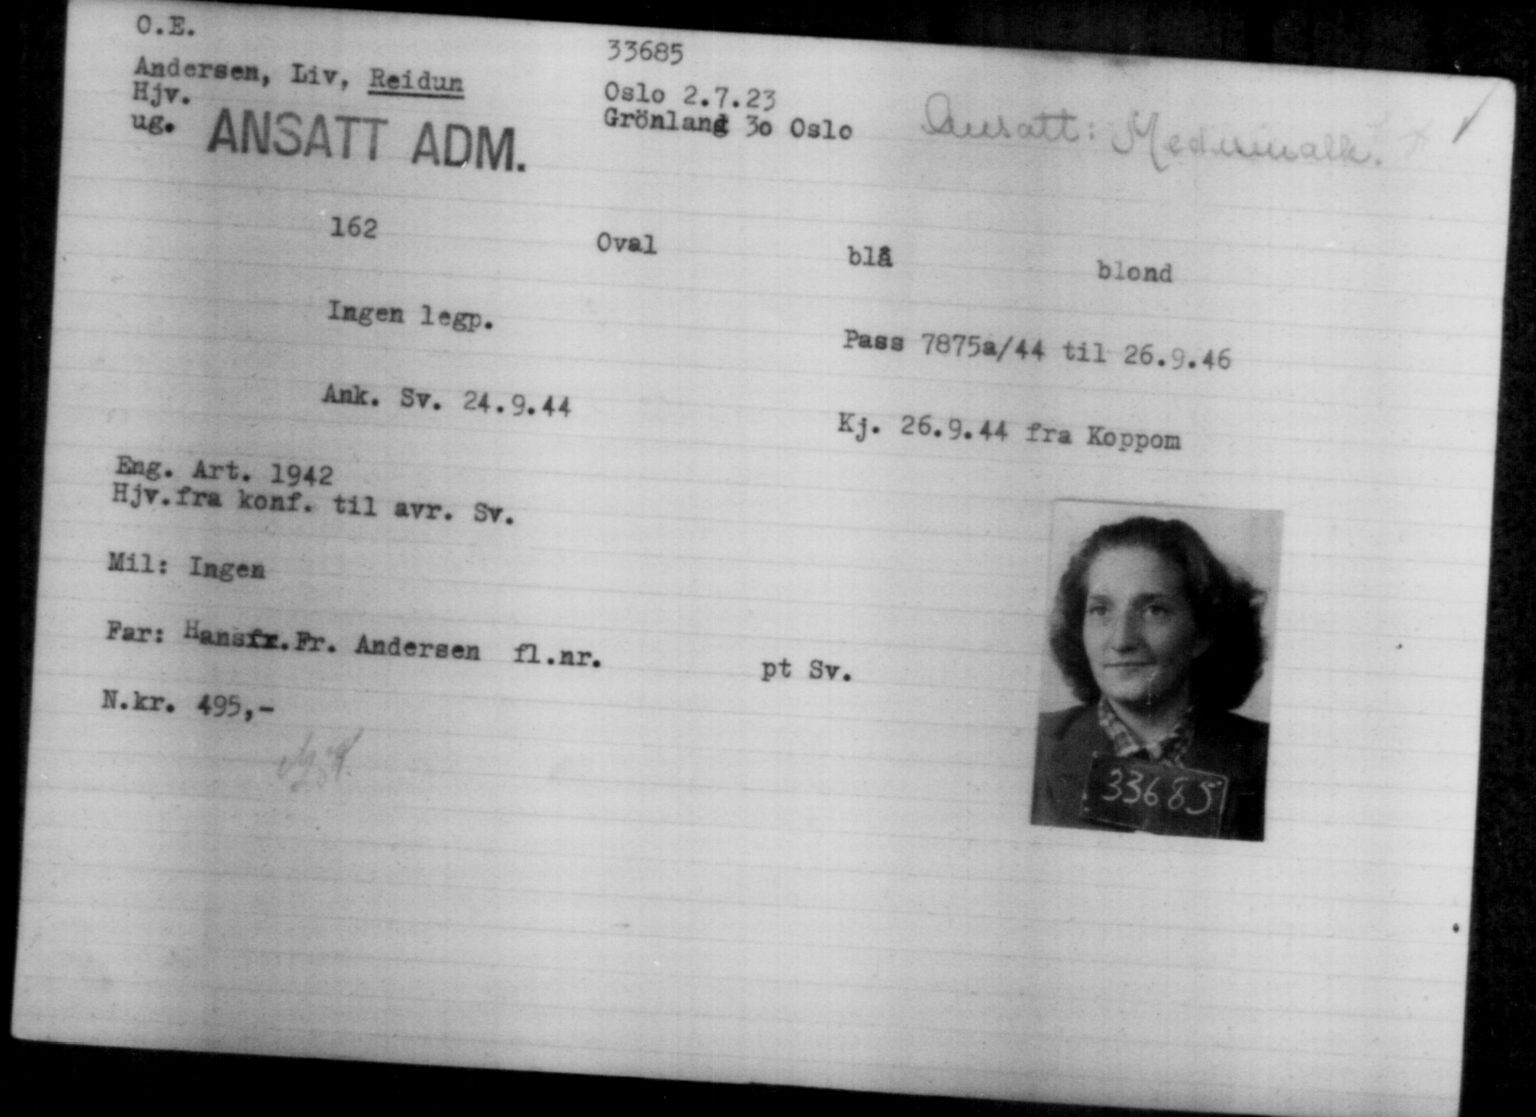 O.E.
33685
Andersen, Liv, Reidun
Oslo 2.7.23
Hjv.
Grönland 3o Oslo
ug.
ANSATT ADM.
Ansatt: Medisinalk.
162 Oval blå blond
Ingen legp.
Pass 7875a/44 til 26.9.46
Ank. Sv. 24.9.44
Kj. 26.9.44 fra Koppom
Eng. Art. 1942
Hjv.fra konf. til avr. Sv.
Mil: Ingen
Far: Hansfr.Fr. Andersen fl.nr. pt Sv.
N.kr. 495,-
33685